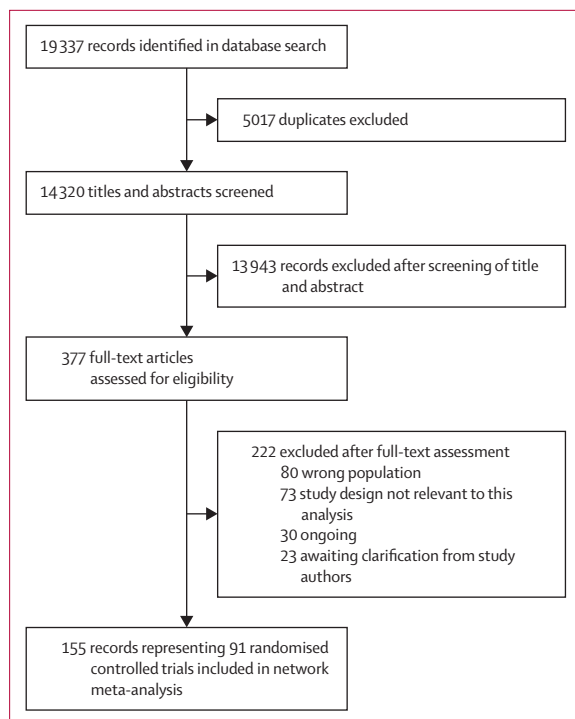 19 337 records identified in database search
5017 duplicates excluded
14 320 titles and abstracts screened
13 943 records excluded after screening of title
and abstract
377 full-text articles
assessed for eligibility
222 excluded after full-text assessment
80 wrong population
73 study design not relevant to this
analysis
30 ongoing
23 awaiting clarification from study
authors
155 records representing 91 randomised
controlled trials included in network
meta-analysis